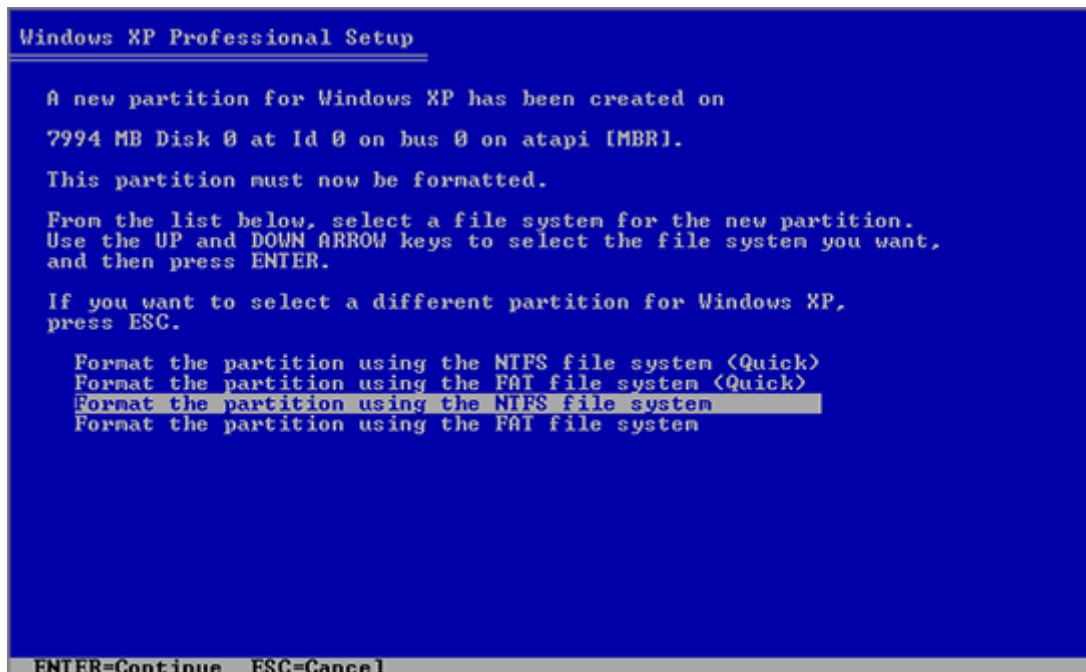 Windows XP Professional Setup
A new partition for Windows XP has been created on
7994 MB Disk 0 at Id 0 on bus 0 on atapi [MBR].
This partition must now be formatted.
From the list below, select a file system for the new partition.
Use the UP and DOWN ARROW keys to select the file system you want,
and then press ENTER.
If you want to select a different partition for Windows XP,
press ESC.
Format the partition using the NTFS file system (Quick)
Format the partition using the FAT file system (Quick)
Format the partition using the NTFS file system
Format the partition using the FAT file system
ENTER=Continue ESC=Cancel